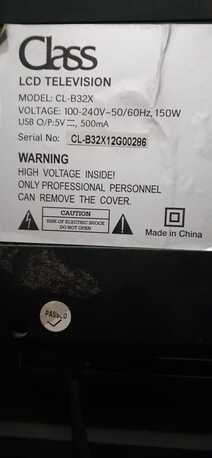 Class
LCD TELEVISION
MODEL: CL-B32X
VOLTAGE: 100-240V~50/60Hz, 150W
USB O/P:5V⎓, 500mA
Serial No: CL-B32X12G00286
WARNING
HIGH VOLTAGE INSIDE!
ONLY PROFESSIONAL PERSONNEL
CAN REMOVE THE COVER.
CAUTION
RISK OF ELECTRIC SHOCK
DO NOT OPEN
Made in China
PASSED